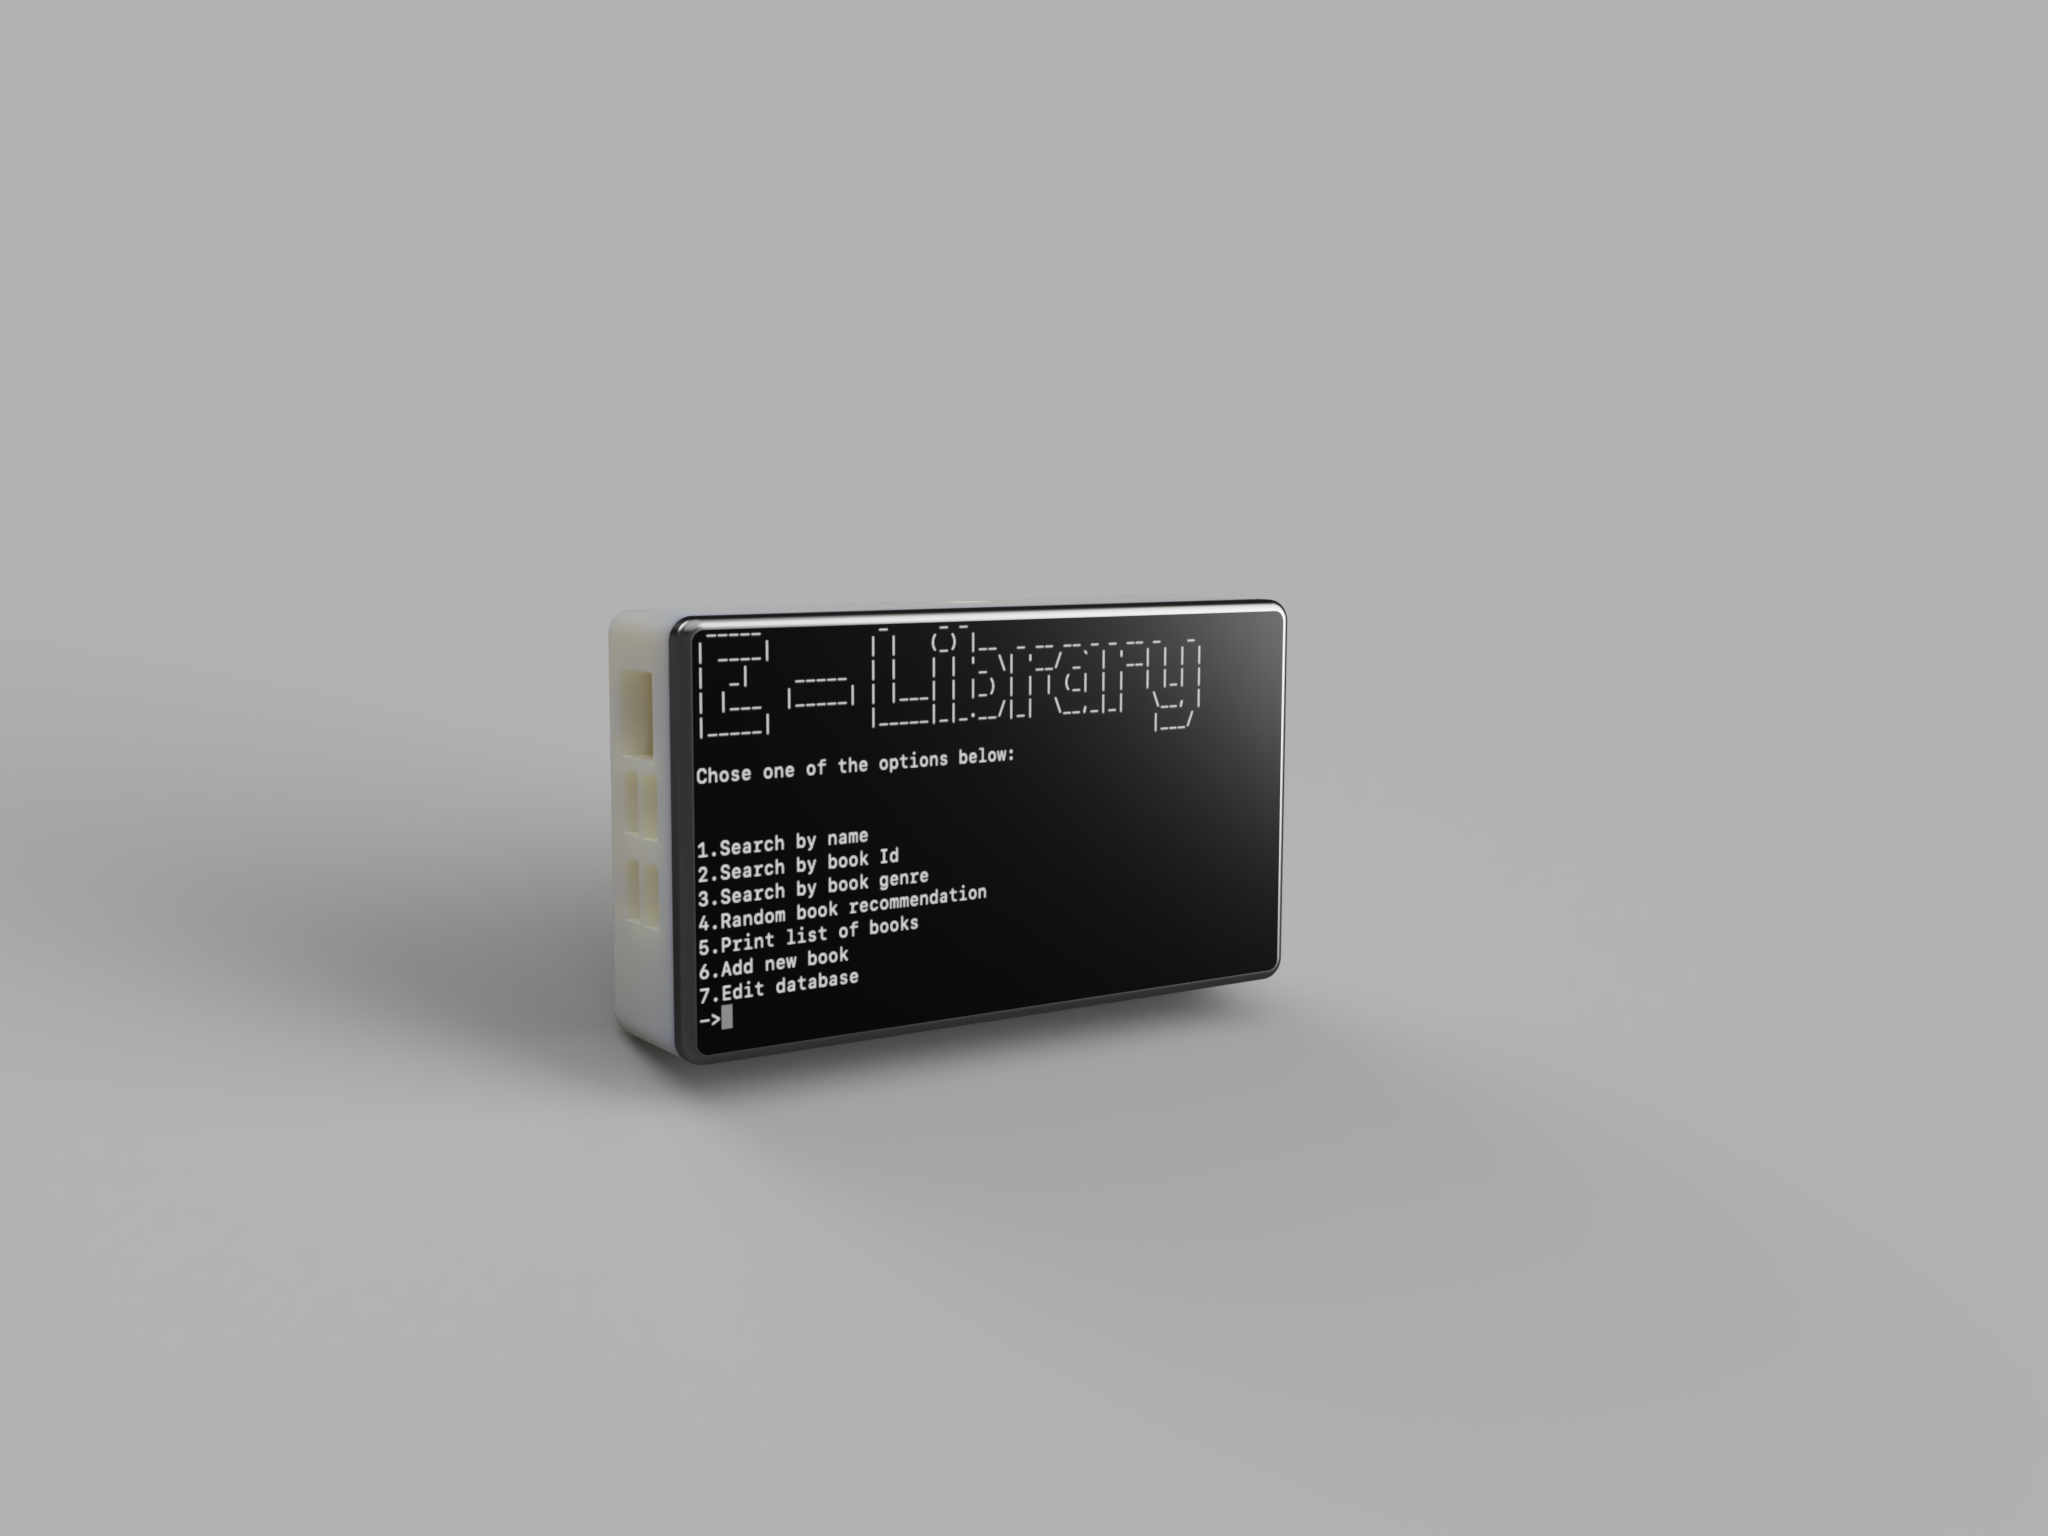 E-Library
Chose one of the options below:
1.Search by name
2.Search by book Id
3.Search by book genre
4.Random book recommendation
5.Print list of books
6.Add new book
7.Edit database
->